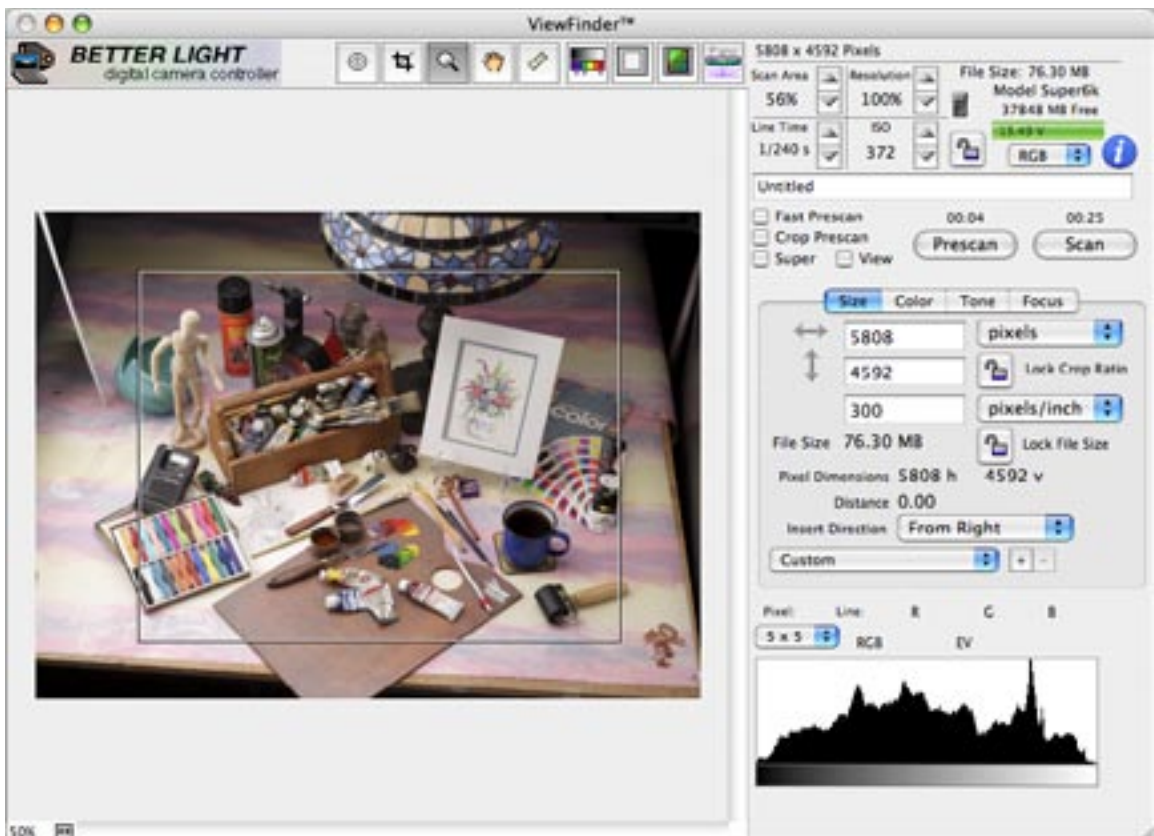 ViewFinder™
BETTER LIGHT
digital camera controller
5808 x 4592 Pixels
Scan Area
56%
Resolution
100%
File Size: 76.30 MB
Model Super6k
37848 MB Free
Line Time
1/240 s
ISO
372
RGB
Untitled
Fast Prescan
Crop Prescan
Super
View
00:04
00:25
Prescan
Scan
Size Color Tone Focus
5808
pixels
4592
Lock Crop Ratio
300
pixels/inch
File Size 76.30 MB
Lock File Size
Pixel Dimensions 5808 h 4592 v
Distance 0.00
Insert Direction From Right
Custom
+ -
Pixel: Line: R G B
5 x 5
RGB
EV
color
50%